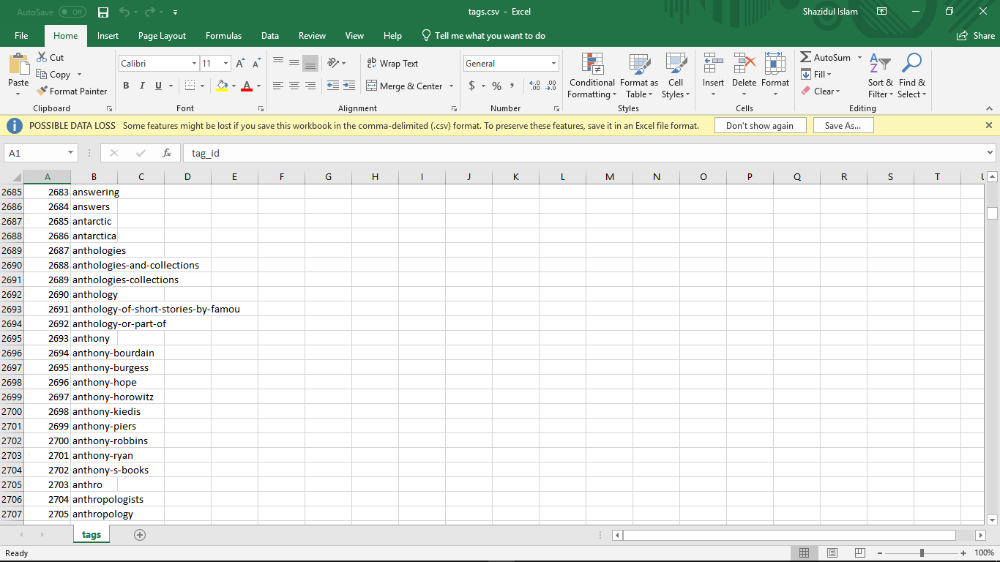 AutoSave Off tags.csv - Excel Shazidul Islam
File Home Insert Page Layout Formulas Data Review View Help Tell me what you want to do Share
Paste Cut Copy Format Painter Clipboard
Calibri 11 A A B I U A Font
ab Wrap Text Merge & Center Alignment
General $ % , .00 .0 Number
Conditional Formatting Format as Table Cell Styles Styles
Insert Delete Format Cells
AutoSum Fill Clear Sort & Filter Find & Select Editing
POSSIBLE DATA LOSS Some features might be lost if you save this workbook in the comma-delimited (.csv) format. To preserve these features, save it in an Excel file format. Don't show again Save As...
A1 fx tag_id
A B C D E F G H I J K L M N O P Q R S T U
2685 2683 answering
2686 2684 answers
2687 2685 antarctic
2688 2686 antarctica
2689 2687 anthologies
2690 2688 anthologies-and-collections
2691 2689 anthologies-collections
2692 2690 anthology
2693 2691 anthology-of-short-stories-by-famou
2694 2692 anthology-or-part-of
2695 2693 anthony
2696 2694 anthony-bourdain
2697 2695 anthony-burgess
2698 2696 anthony-hope
2699 2697 anthony-horowitz
2700 2698 anthony-kiedis
2701 2699 anthony-piers
2702 2700 anthony-robbins
2703 2701 anthony-ryan
2704 2702 anthony-s-books
2705 2703 anthro
2706 2704 anthropologists
2707 2705 anthropology
tags
Ready 100%